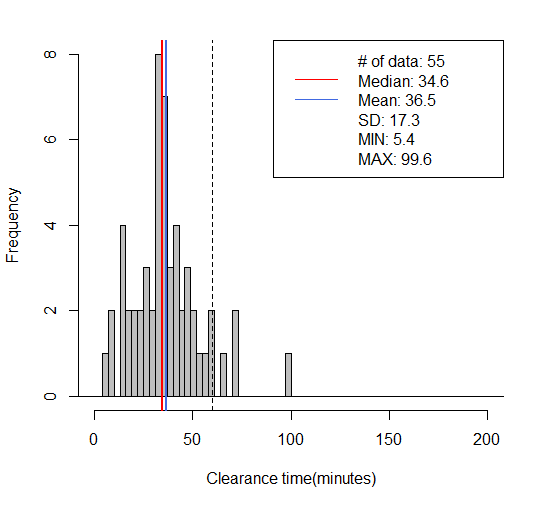 # of data: 55
Median: 34.6
Mean: 36.5
SD: 17.3
MIN: 5.4
MAX: 99.6
Frequency
8
6
4
2
0
0 50 100 150 200
Clearance time(minutes)